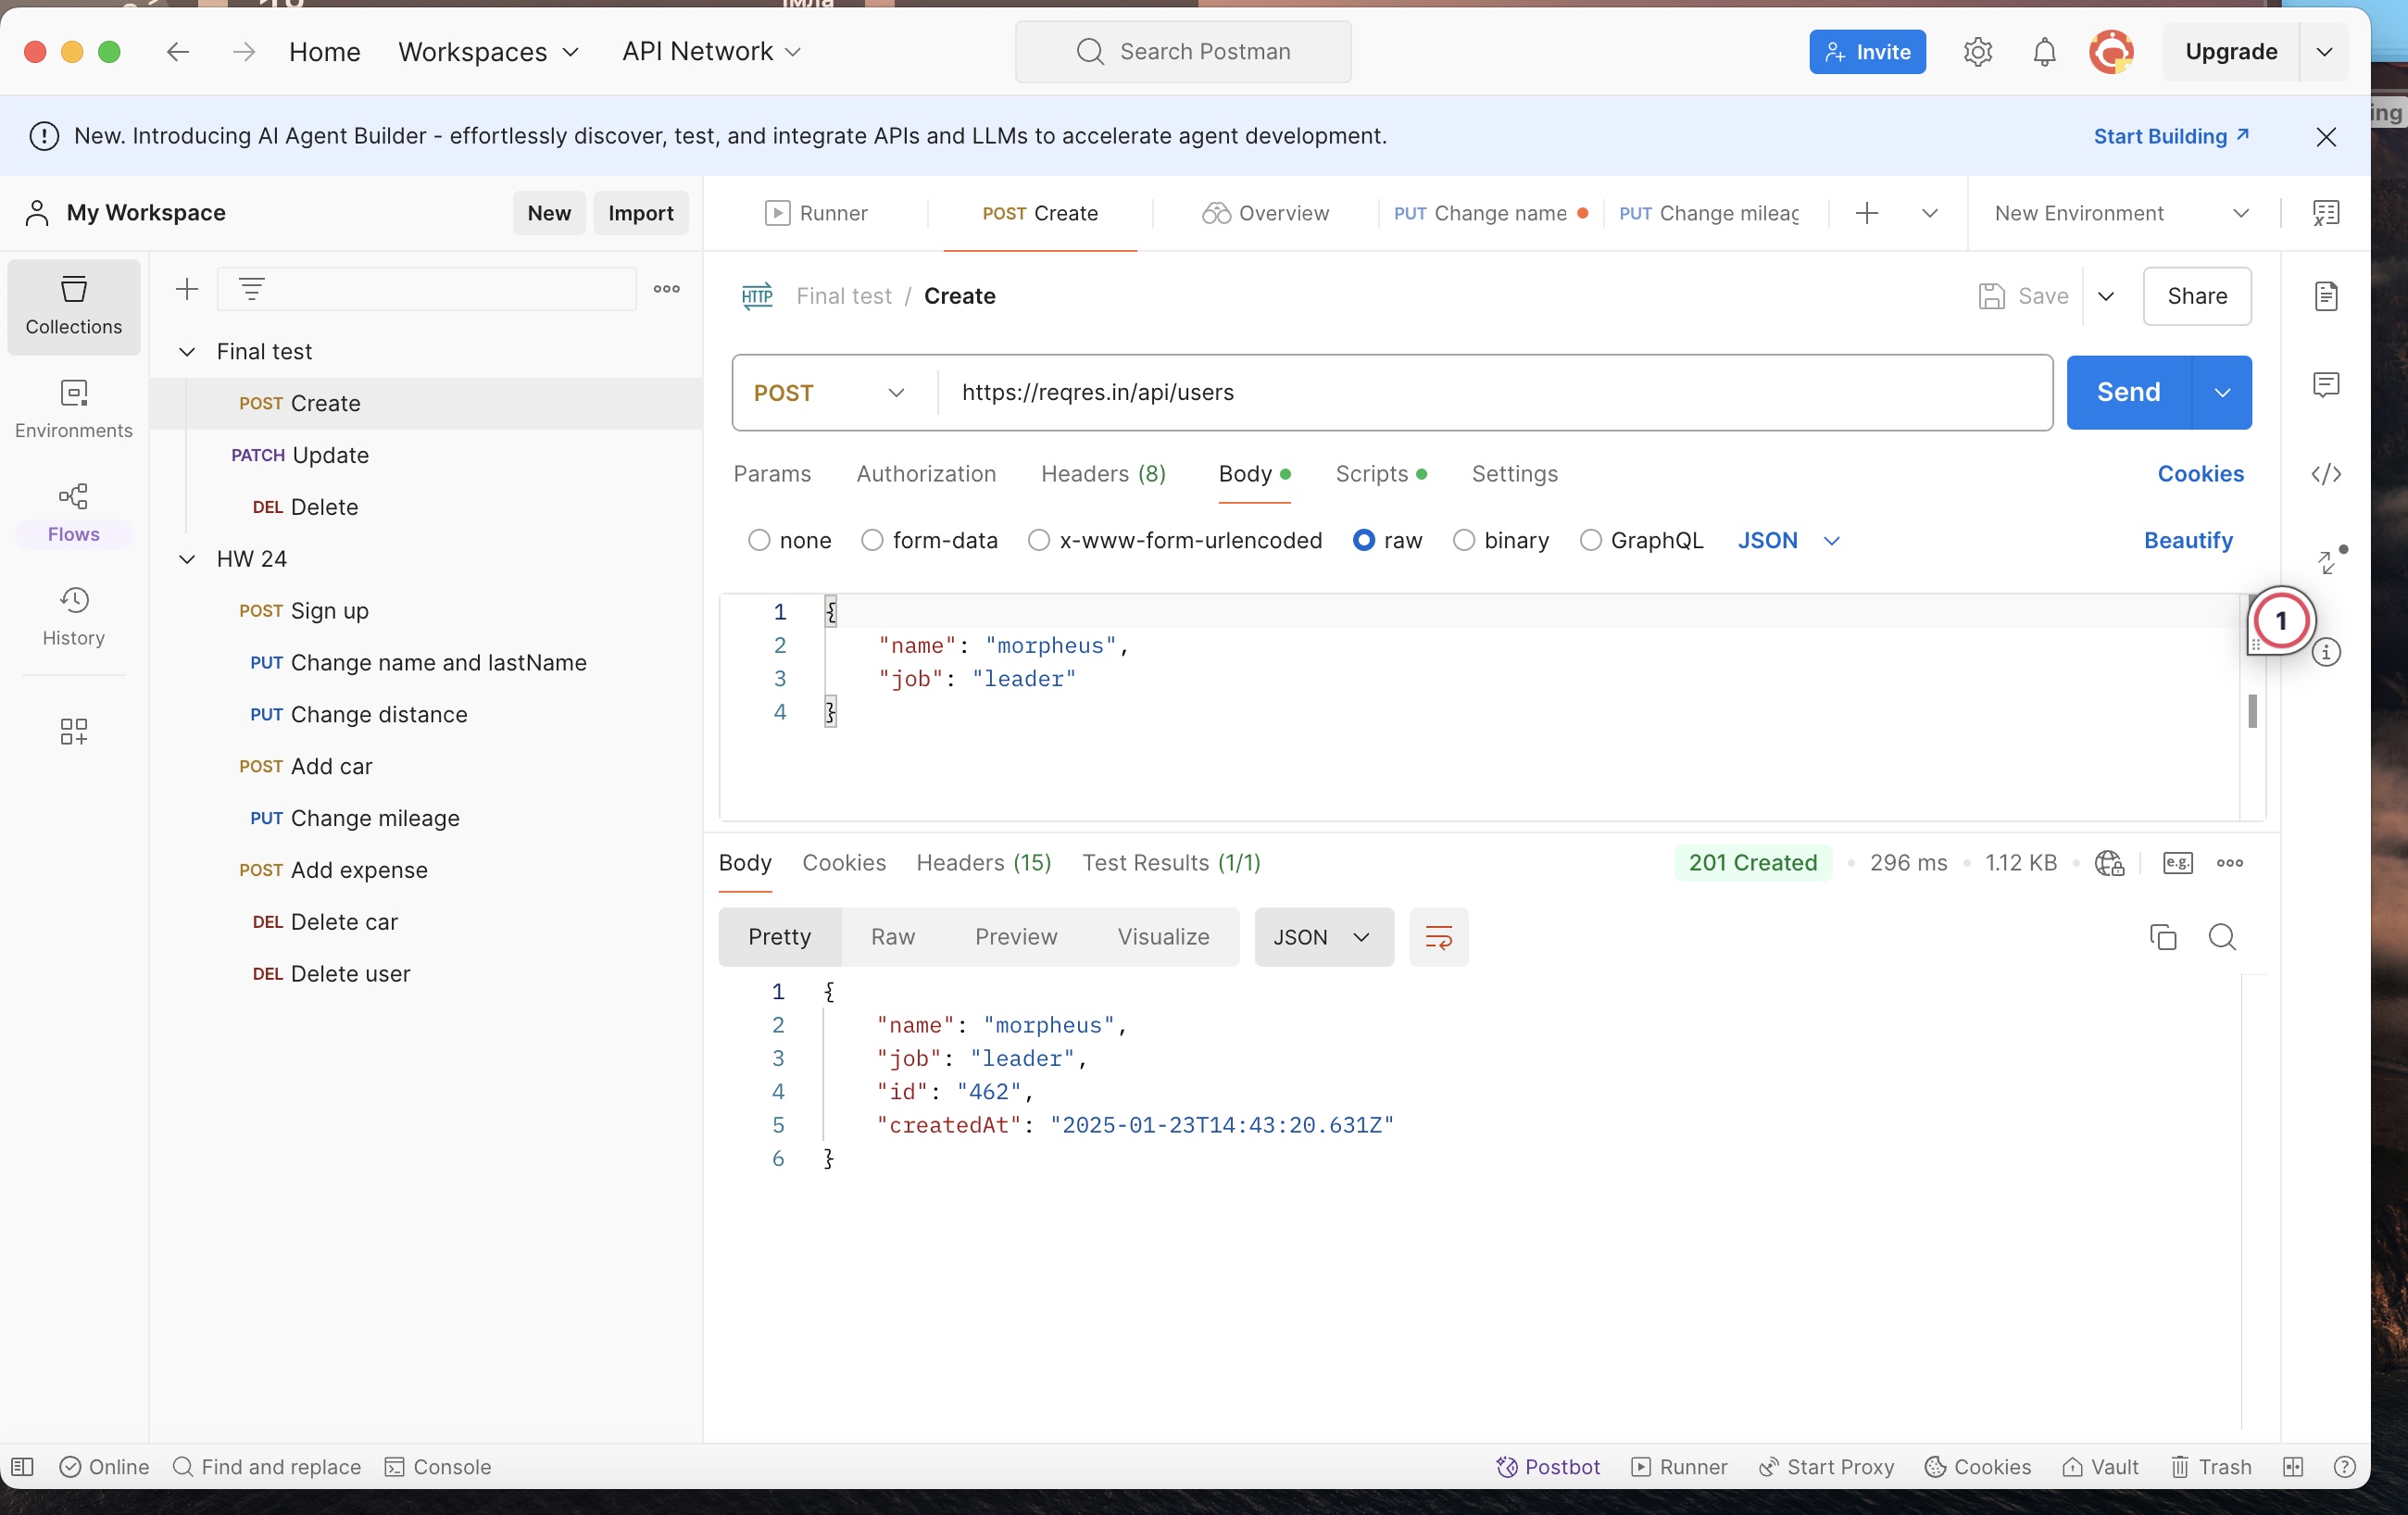 Home Workspaces API Network Search Postman Invite Upgrade
New. Introducing AI Agent Builder - effortlessly discover, test, and integrate APIs and LLMs to accelerate agent development. Start Building
My Workspace New Import Runner POST Create Overview PUT Change name PUT Change mileag New Environment
Collections
Environments
Flows
History
Final test
POST Create
PATCH Update
DEL Delete
HW 24
POST Sign up
PUT Change name and lastName
PUT Change distance
POST Add car
PUT Change mileage
POST Add expense
DEL Delete car
DEL Delete user
HTTP Final test / Create Save Share
POST https://reqres.in/api/users Send
Params Authorization Headers (8) Body Scripts Settings Cookies
none form-data x-www-form-urlencoded raw binary GraphQL JSON Beautify
1 {
2 "name": "morpheus",
3 "job": "leader"
4 }
1
Body Cookies Headers (15) Test Results (1/1) 201 Created 296 ms 1.12 KB e.g.
Pretty Raw Preview Visualize JSON
1 {
2 "name": "morpheus",
3 "job": "leader",
4 "id": "462",
5 "createdAt": "2025-01-23T14:43:20.631Z"
6 }
Online Find and replace Console Postbot Runner Start Proxy Cookies Vault Trash